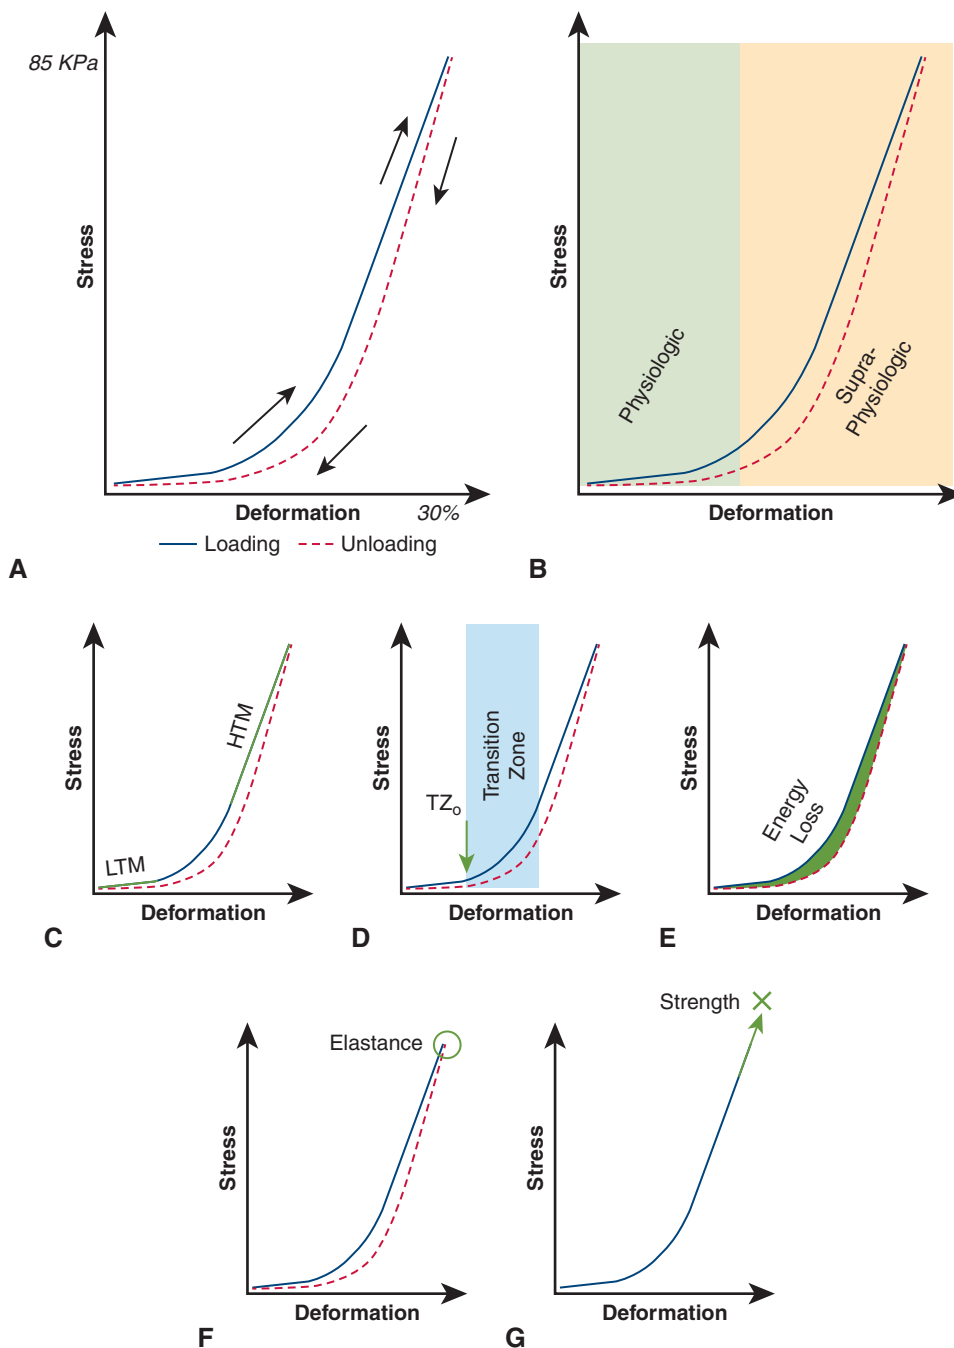 85 KPa
Stress
Deformation
30%
Loading
Unloading
A
Stress
Physiologic
Supra-
Physiologic
Deformation
B
Stress
LTM
HTM
Deformation
C
Stress
TZo
Transition
Zone
Deformation
D
Stress
Energy
Loss
Deformation
E
Elastance
Stress
Deformation
F
Strength
Stress
Deformation
G